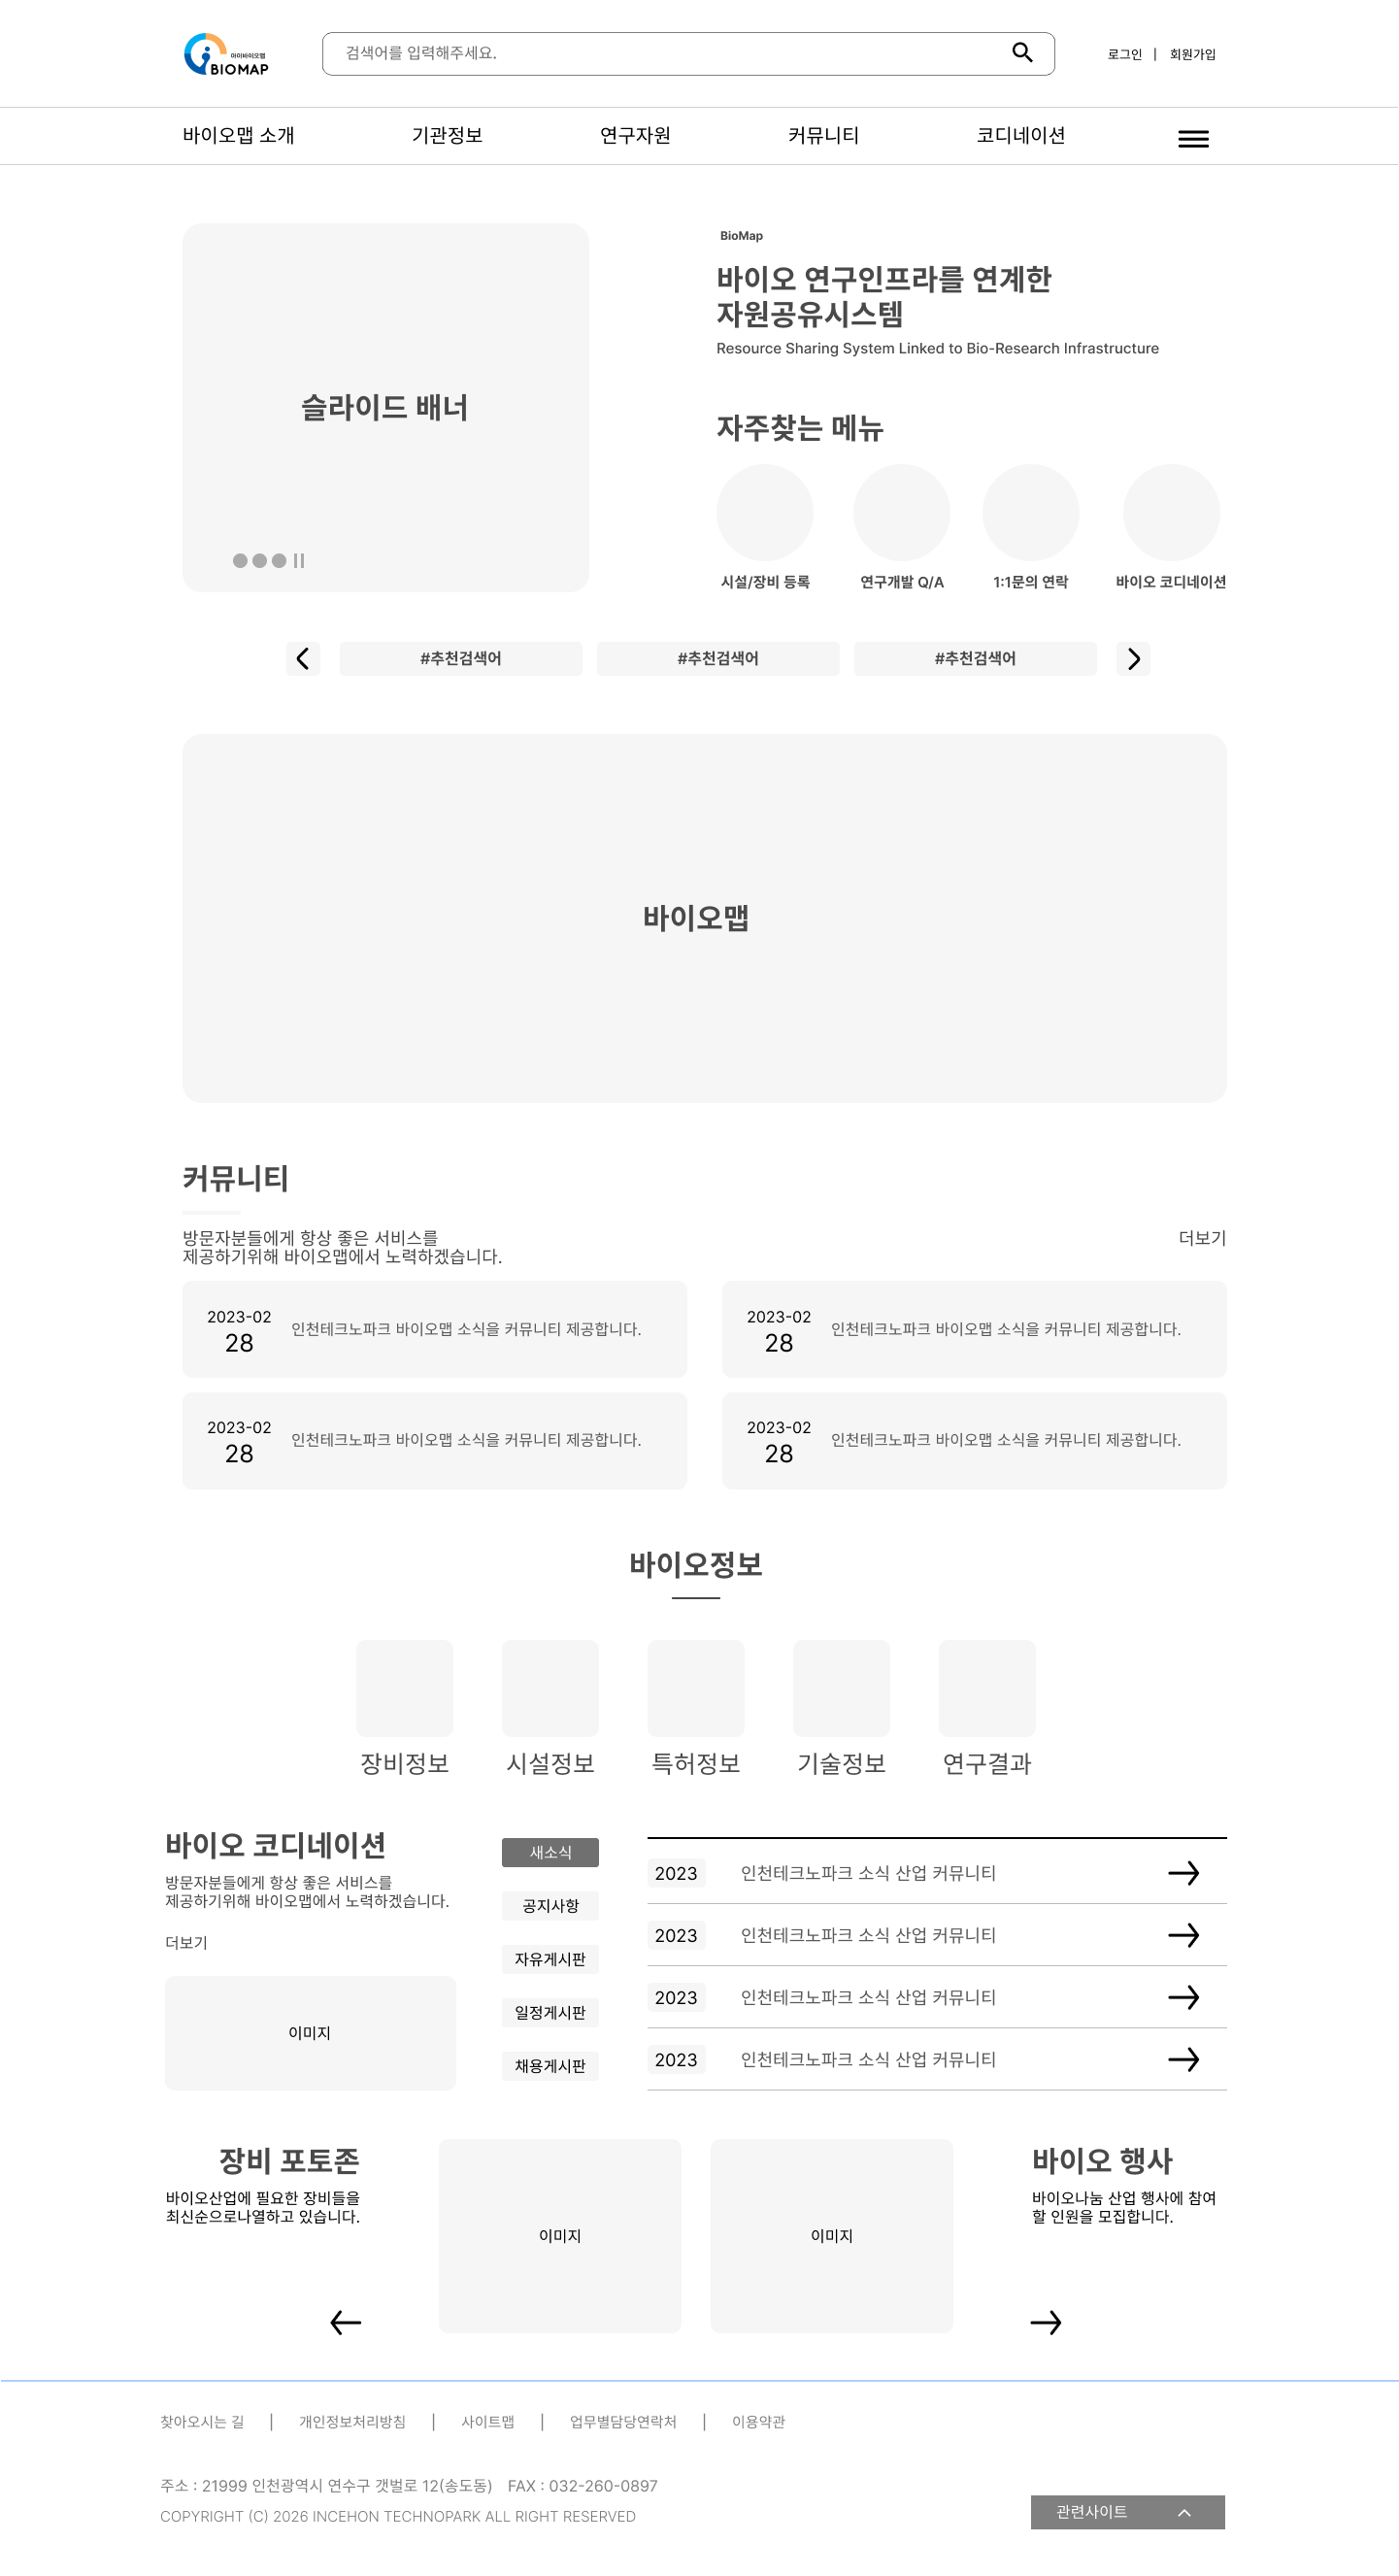 아이바이오맵
BIOMAP
검색어를 입력해주세요.
로그인 | 회원가입
바이오맵 소개 기관정보 연구자원 커뮤니티 코디네이션
슬라이드 배너
BioMap
바이오 연구인프라를 연계한
자원공유시스템
Resource Sharing System Linked to Bio-Research Infrastructure
자주찾는 메뉴
시설/장비 등록 연구개발 Q/A 1:1문의 연락 바이오 코디네이션
#추천검색어 #추천검색어 #추천검색어
바이오맵
커뮤니티
방문자분들에게 항상 좋은 서비스를
제공하기위해 바이오맵에서 노력하겠습니다.
더보기
2023-02
28
인천테크노파크 바이오맵 소식을 커뮤니티 제공합니다.
2023-02
28
인천테크노파크 바이오맵 소식을 커뮤니티 제공합니다.
2023-02
28
인천테크노파크 바이오맵 소식을 커뮤니티 제공합니다.
2023-02
28
인천테크노파크 바이오맵 소식을 커뮤니티 제공합니다.
바이오정보
장비정보 시설정보 특허정보 기술정보 연구결과
바이오 코디네이션
방문자분들에게 항상 좋은 서비스를
제공하기위해 바이오맵에서 노력하겠습니다.
더보기
이미지
새소식
공지사항
자유게시판
일정게시판
채용게시판
2023 인천테크노파크 소식 산업 커뮤니티
2023 인천테크노파크 소식 산업 커뮤니티
2023 인천테크노파크 소식 산업 커뮤니티
2023 인천테크노파크 소식 산업 커뮤니티
장비 포토존
바이오산업에 필요한 장비들을
최신순으로나열하고 있습니다.
이미지
이미지
바이오 행사
바이오나눔 산업 행사에 참여
할 인원을 모집합니다.
찾아오시는 길 | 개인정보처리방침 | 사이트맵 | 업무별담당연락처 | 이용약관
주소 : 21999 인천광역시 연수구 갯벌로 12(송도동) FAX : 032-260-0897
COPYRIGHT (C) 2026 INCEHON TECHNOPARK ALL RIGHT RESERVED
관련사이트